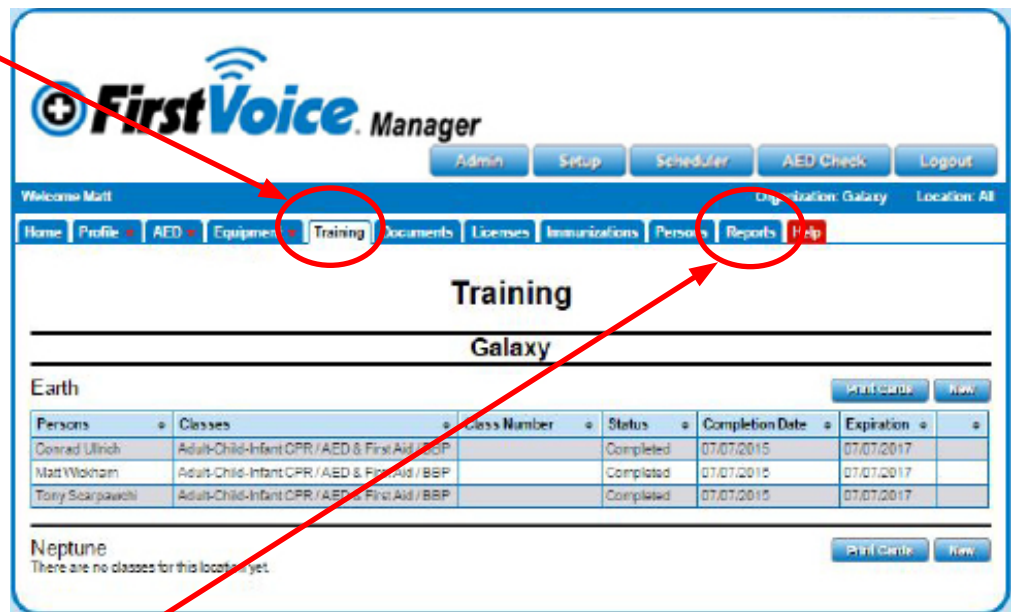 FirstVoice. Manager
Admin Setup Scheduler AED Check Logout
Welcome Matt Organization: Galaxy Location: All
Home Profile AED Equipment Training Documents Licenses Immunizations Persons Reports Help
Training
Galaxy
Earth Print Cards New
Persons Classes Class Number Status Completion Date Expiration
Conrad Ullrich Adult-Child-Infant CPR / AED & First Aid / BBP Completed 07/07/2015 07/07/2017
Matt Wickham Adult-Child-Infant CPR / AED & First Aid / BBP Completed 07/07/2015 07/07/2017
Tony Adult-Child-Infant CPR / AED & First Aid / BBP Completed 07/07/2015 07/07/2017
Neptune Print Cards New
There are no classes for this location yet.